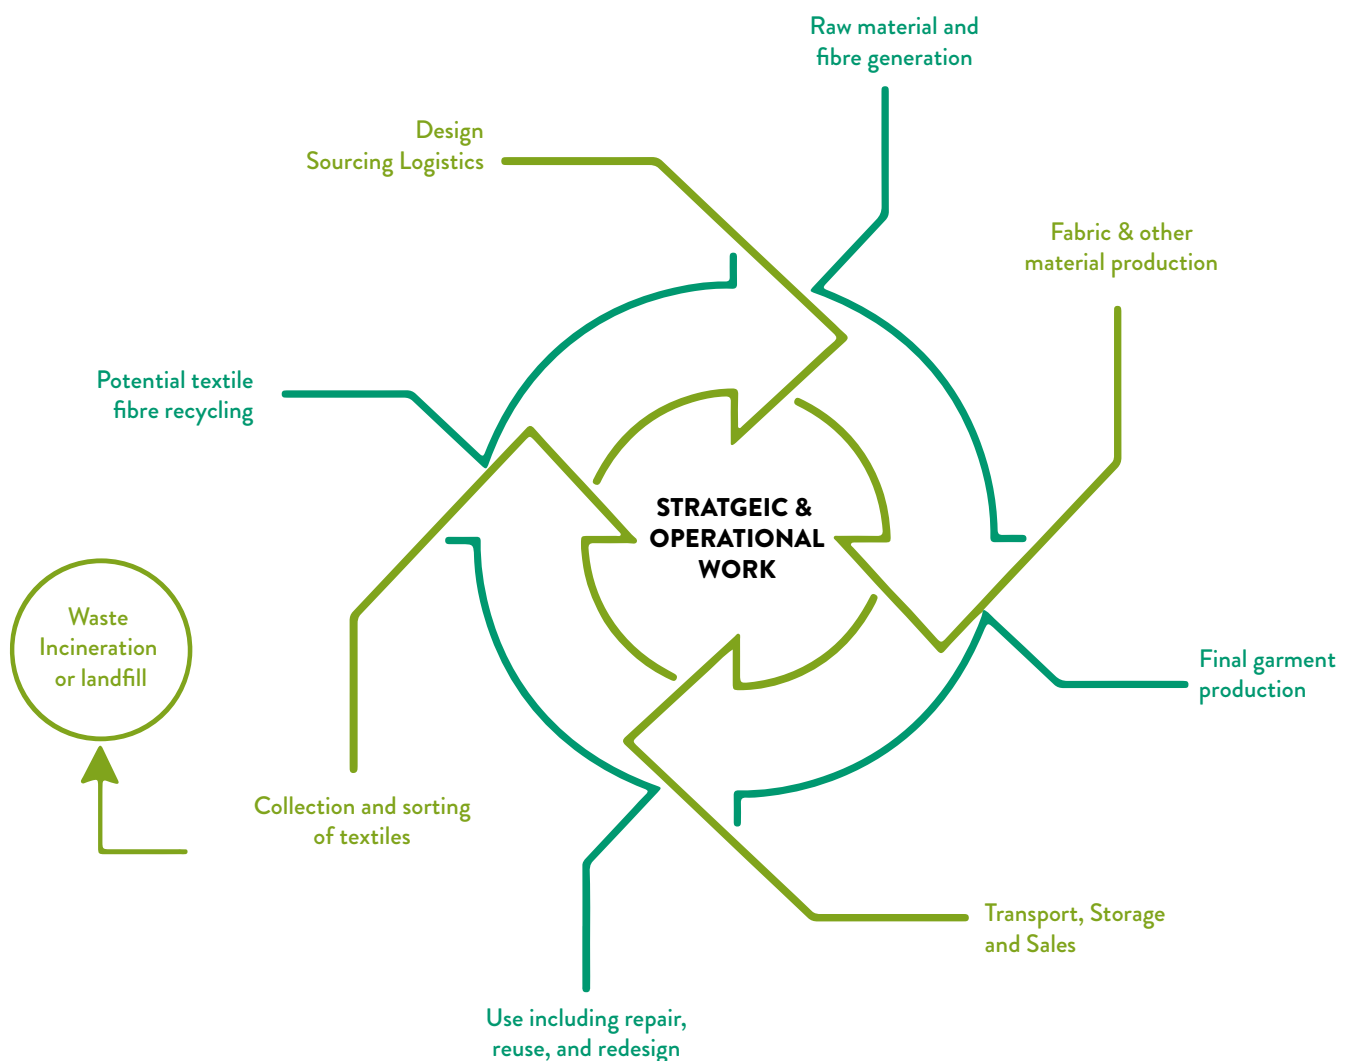 Raw material and
fibre generation
Design
Sourcing Logistics
Fabric & other
material production
Potential textile
fibre recycling
STRATGEIC &
OPERATIONAL
WORK
Waste
Incineration
or landfill
Final garment
production
Collection and sorting
of textiles
Transport, Storage
and Sales
Use including repair,
reuse, and redesign